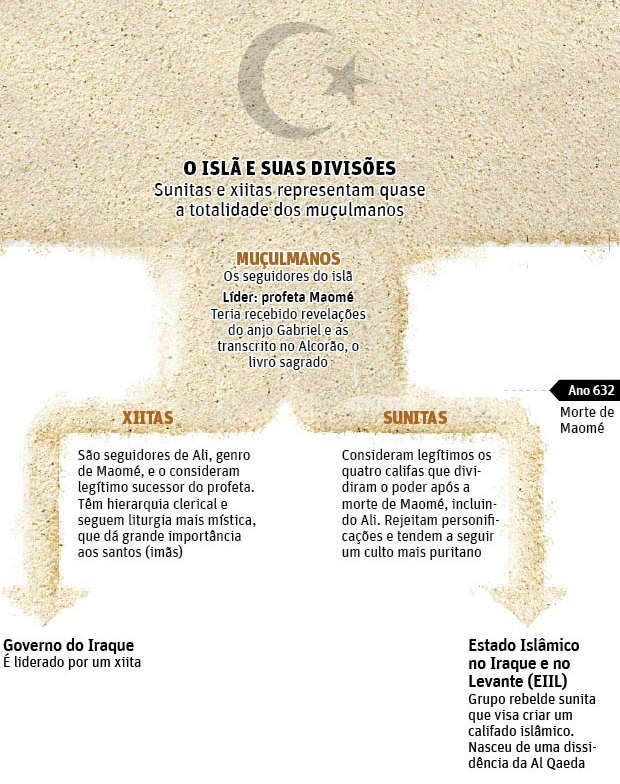 O ISLÃ E SUAS DIVISÕES
Sunitas e xiitas representam quase
a totalidade dos muçulmanos
MUÇULMANOS
Os seguidores do islã
Líder: profeta Maomé
Teria recebido revelações
do anjo Gabriel e as
transcrito no Alcorão, o
livro sagrado
Ano 632
Morte de
Maomé
XIITAS
São seguidores de Ali, genro
de Maomé, e o consideram
legítimo sucessor do profeta.
Têm hierarquia clerical e
seguem liturgia mais mística,
que dá grande importância
aos santos (imãs)
SUNITAS
Consideram legítimos os
quatro califas que divi-
diram o poder após a
morte de Maomé, incluin-
do Ali. Rejeitam personifi-
cações e tendem a seguir
um culto mais puritano
Governo do Iraque
É liderado por um xiita
Estado Islâmico
no Iraque e no
Levante (EIIL)
Grupo rebelde sunita
que visa criar um
califado islâmico.
Nasceu de uma dissi-
dência da Al Qaeda